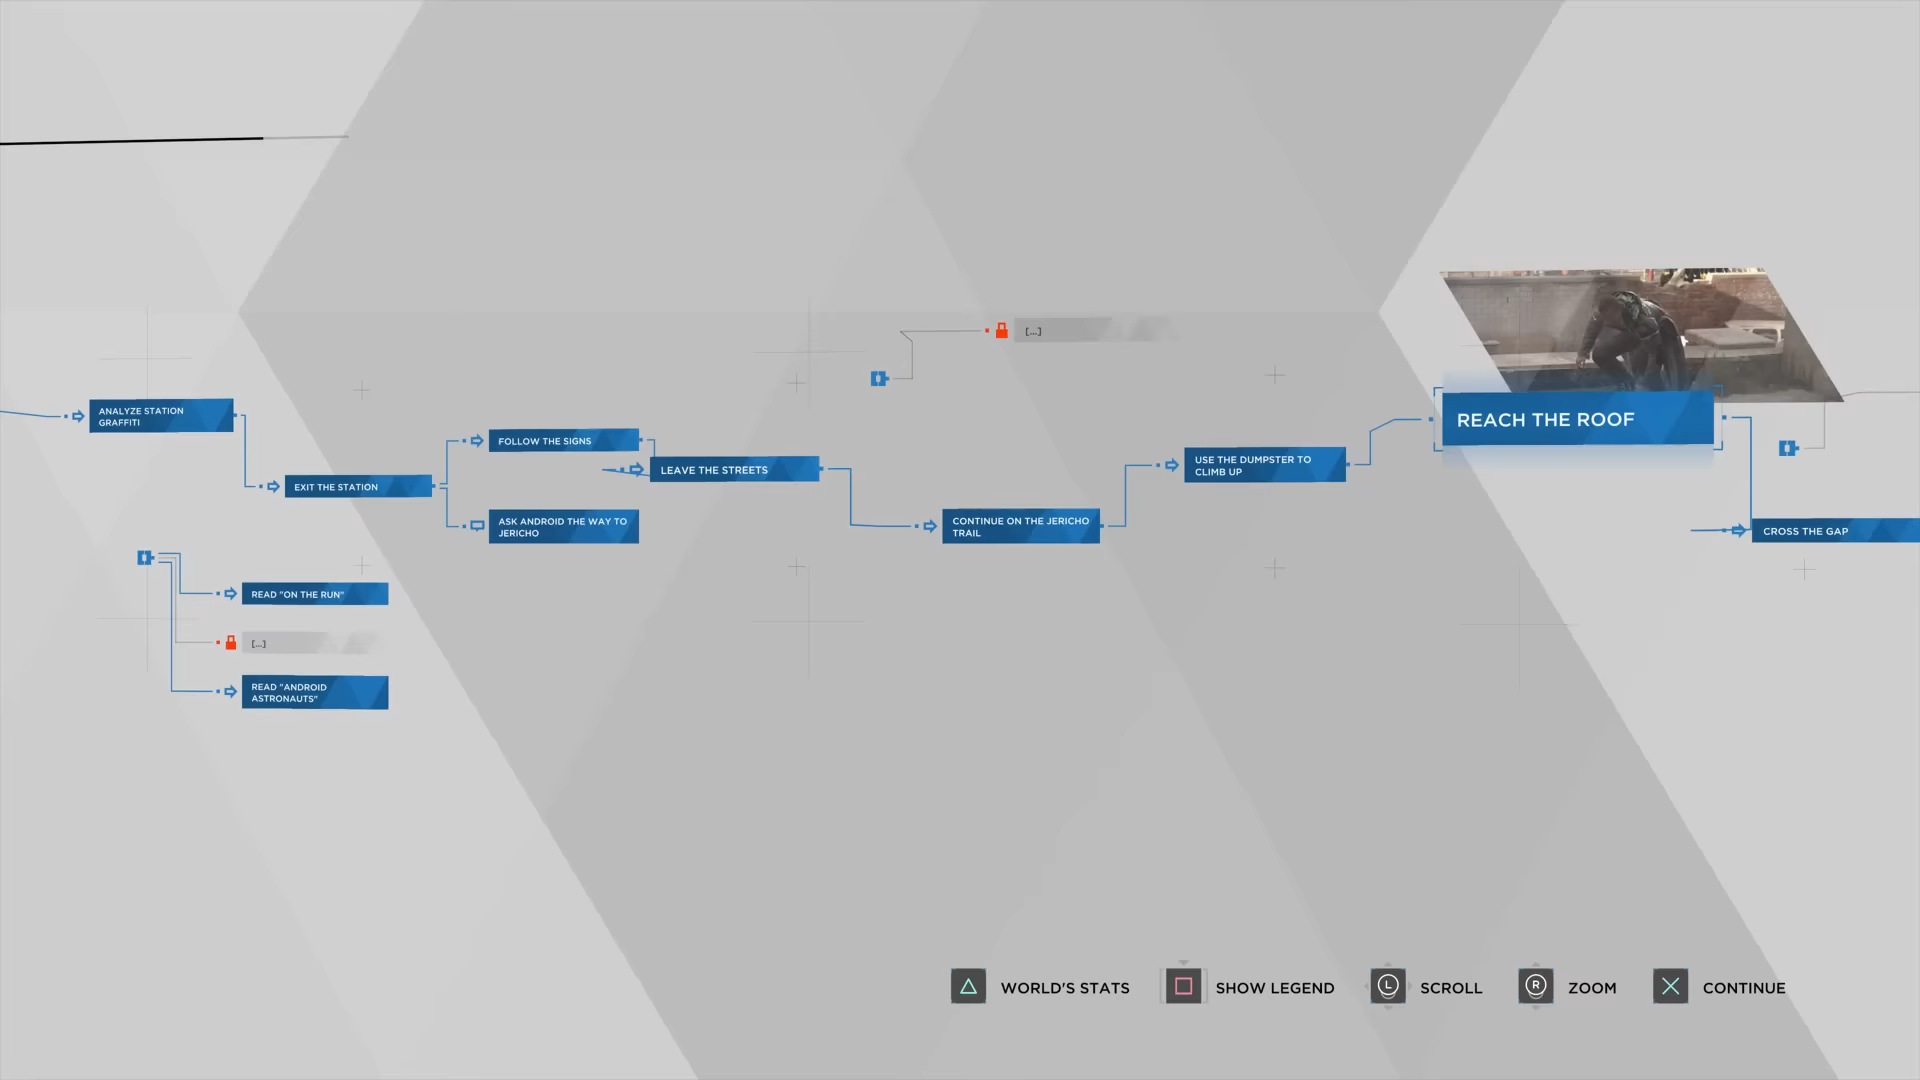 [...]
ANALYZE STATION
GRAFFITI
EXIT THE STATION
FOLLOW THE SIGNS
ASK ANDROID THE WAY TO
JERICHO
LEAVE THE STREETS
CONTINUE ON THE JERICHO
TRAIL
USE THE DUMPSTER TO
CLIMB UP
REACH THE ROOF
CROSS THE GAP
READ "ON THE RUN"
[...]
READ "ANDROID
ASTRONAUTS"
WORLD'S STATS
SHOW LEGEND
L
SCROLL
R
ZOOM
CONTINUE